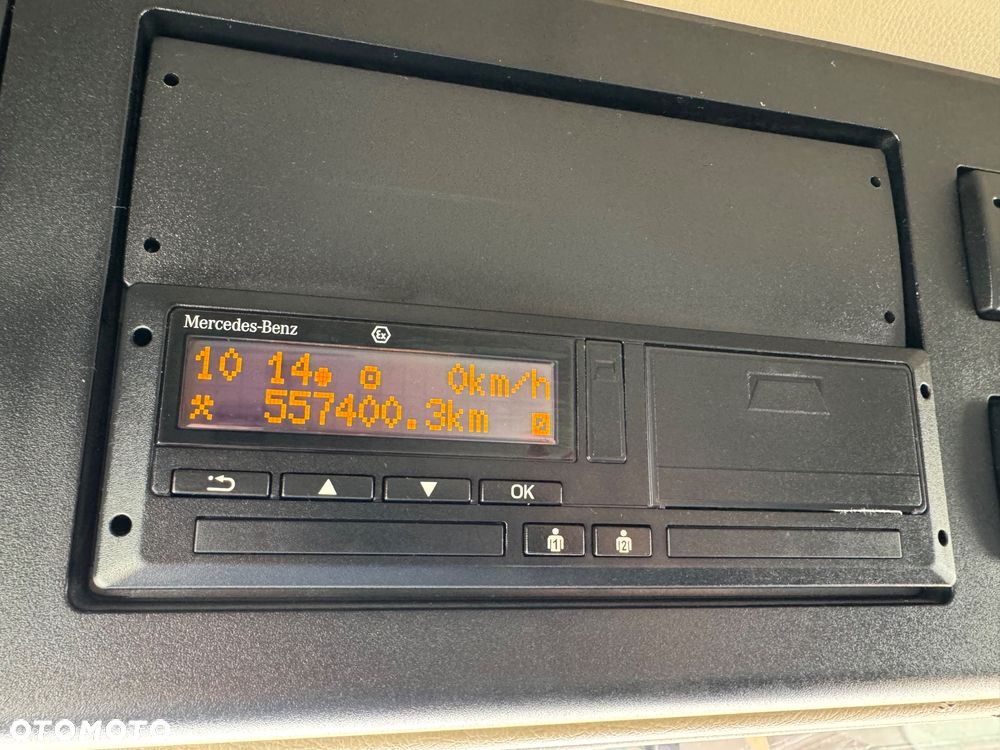 Mercedes-Benz
Ex
10 14 0km/h
557400.3km
OK
1 2
OTOMOTO